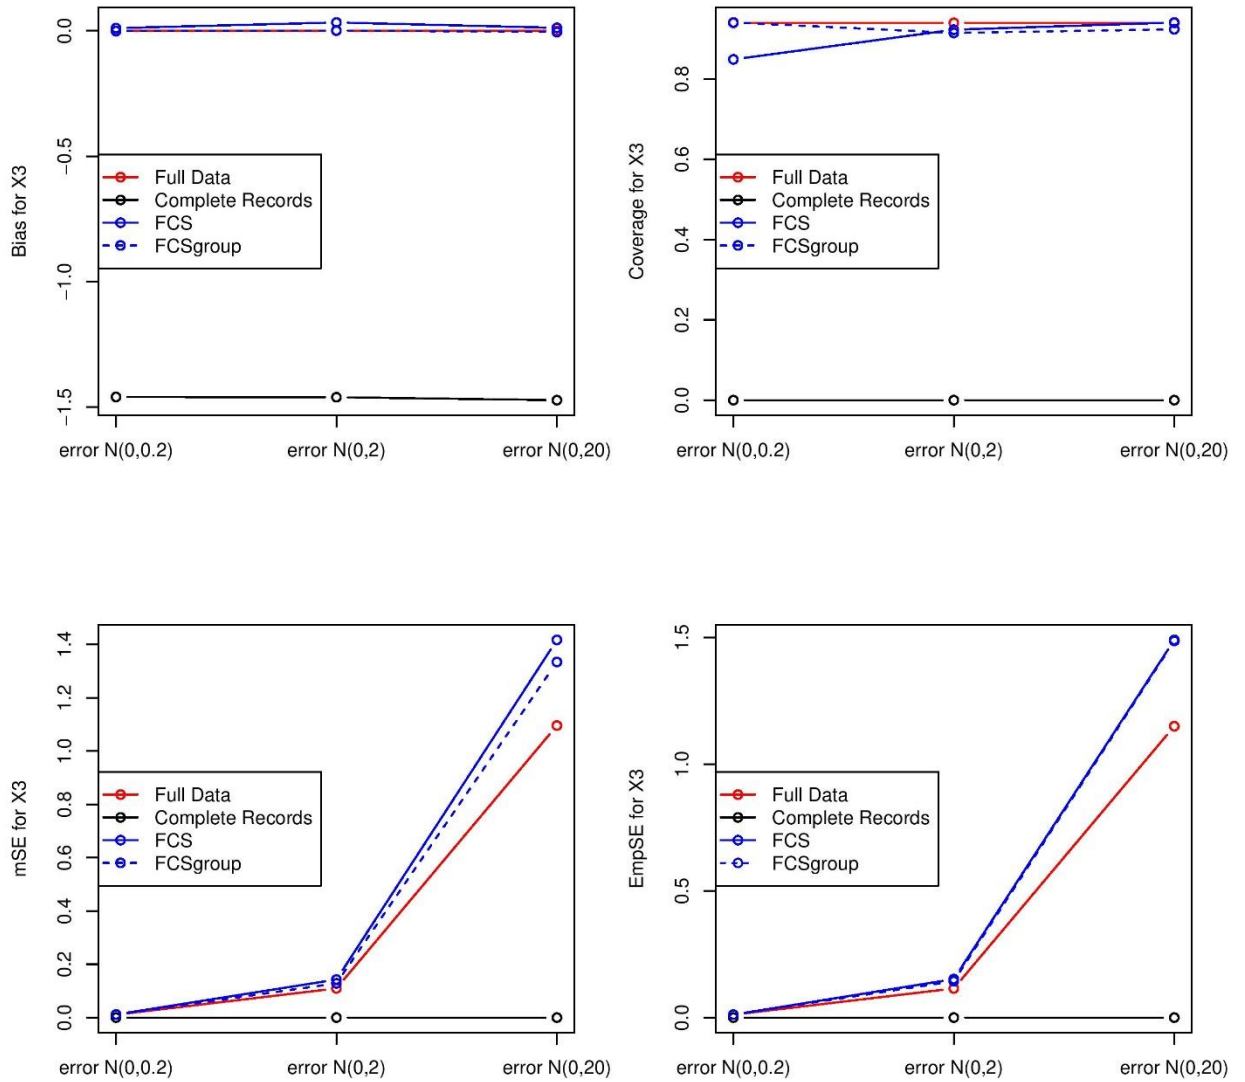 Bias for X3
0.0
−0.5
−1.0
−1.5
Full Data
Complete Records
FCS
FCSgroup
error N(0,0.2)
error N(0,2)
error N(0,20)
Coverage for X3
0.8
0.6
0.4
0.2
0.0
Full Data
Complete Records
FCS
FCSgroup
error N(0,0.2)
error N(0,2)
error N(0,20)
mSE for X3
1.4
1.2
1.0
0.8
0.6
0.4
0.2
0.0
Full Data
Complete Records
FCS
FCSgroup
error N(0,0.2)
error N(0,2)
error N(0,20)
EmpSE for X3
1.5
1.0
0.5
0.0
Full Data
Complete Records
FCS
FCSgroup
error N(0,0.2)
error N(0,2)
error N(0,20)